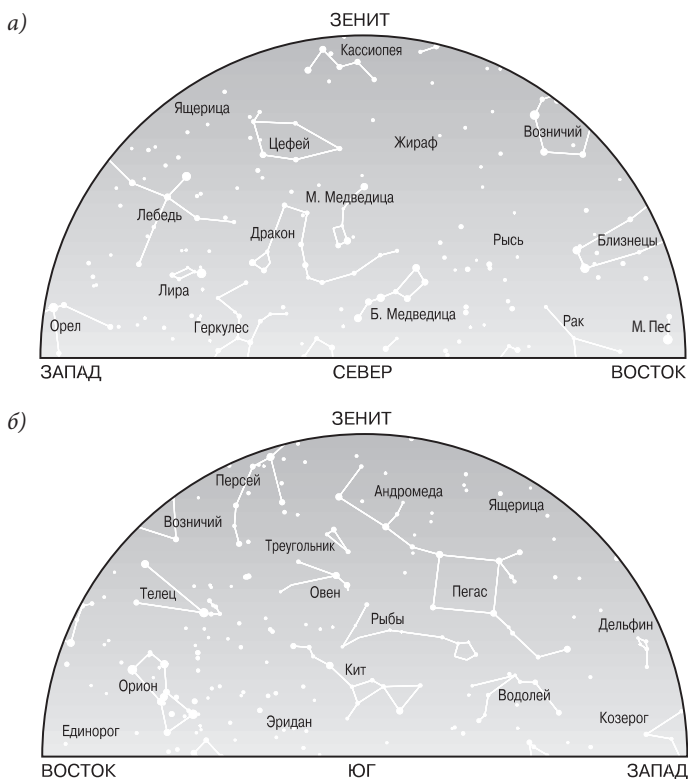 а)
ЗЕНИТ
Кассиопея
Ящерица
Возничий
Цефей
Жираф
М. Медведица
Лебедь
Дракон
Рысь
Близнецы
Лира
Б. Медведица
Орел
Геркулес
Рак
М. Пес
ЗАПАД
СЕВЕР
ВОСТОК
б)
ЗЕНИТ
Персей
Андромеда
Ящерица
Возничий
Треугольник
Телец
Овен
Пегас
Рыбы
Дельфин
Кит
Орион
Водолей
Козерог
Эридан
Единорог
ВОСТОК
ЮГ
ЗАПАД